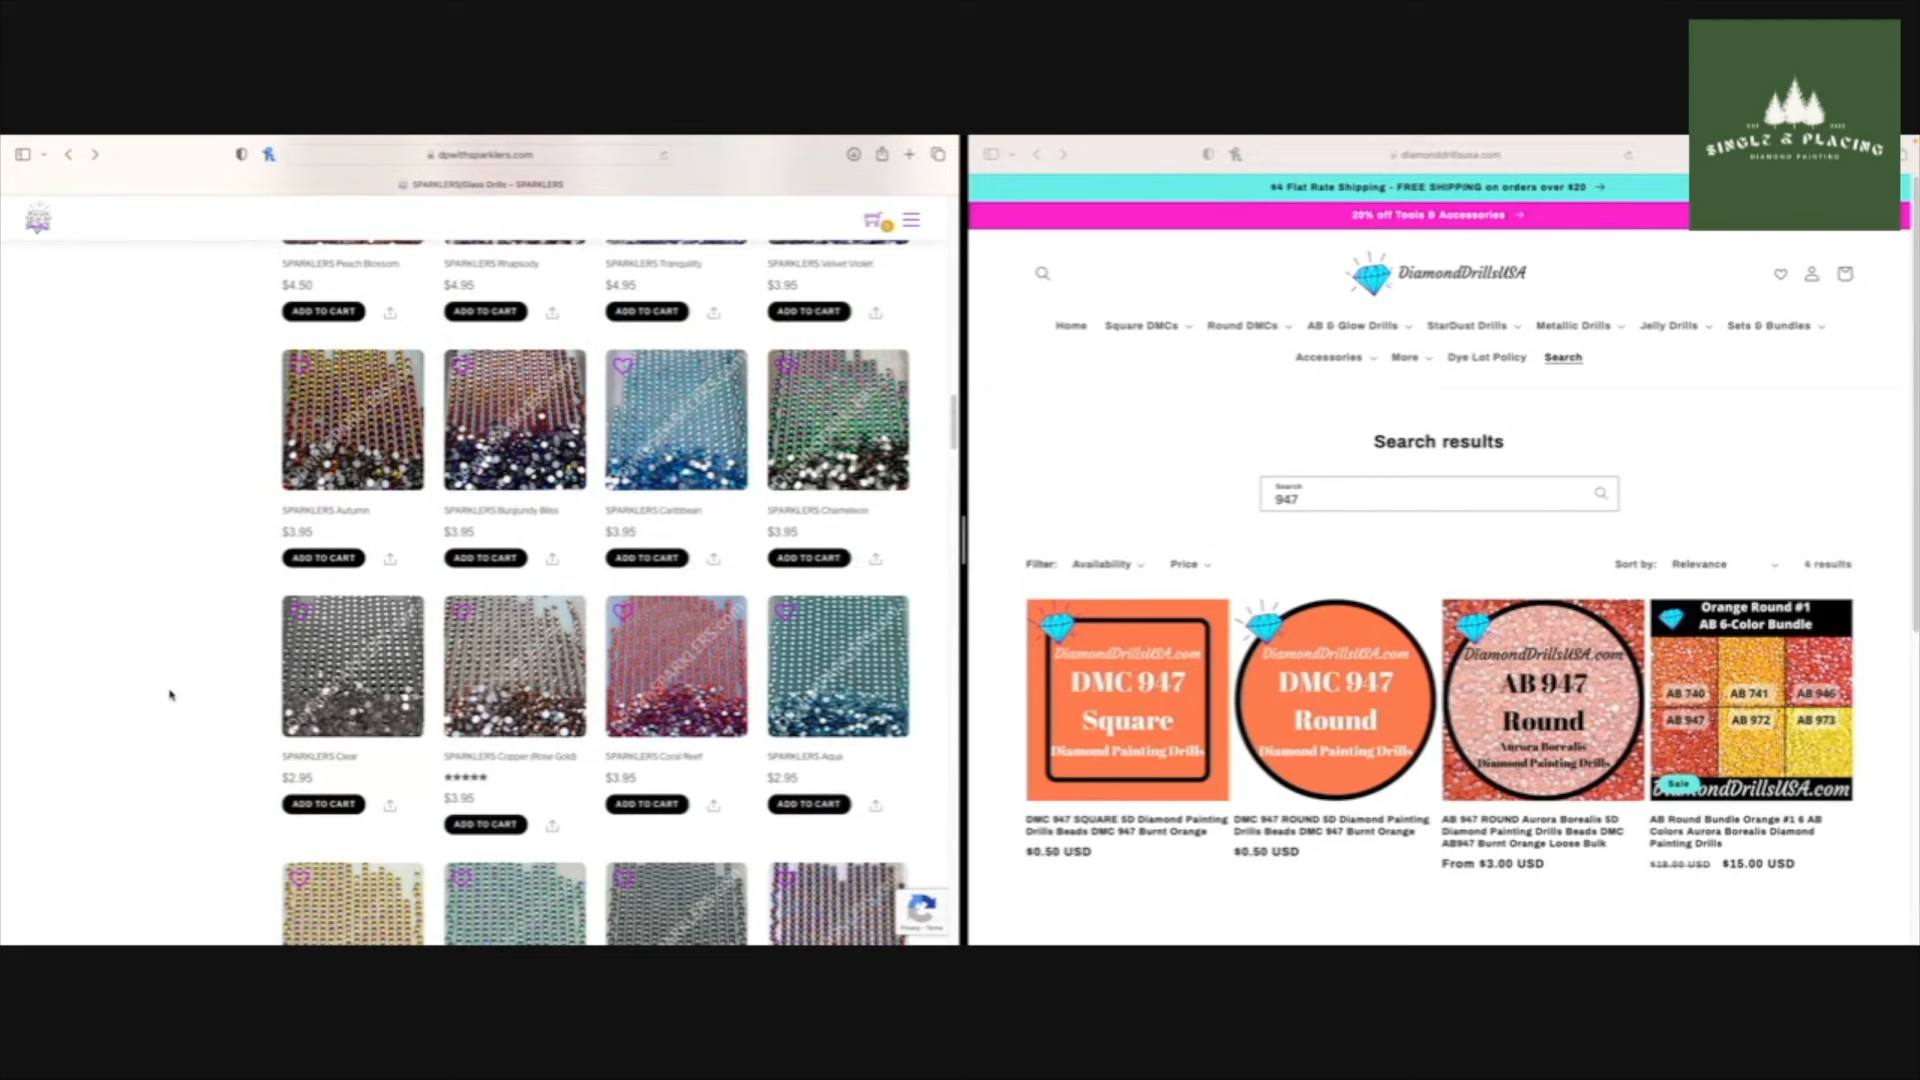 dpwithsparklers.com
SPARKLERS/Glass Drills – SPARKLERS
SPARKLERS Peach Blossom
SPARKLERS Rhapsody
SPARKLERS Tranquility
SPARKLERS Velvet Violet
$4.50
$4.95
$4.95
$3.95
ADD TO CART
ADD TO CART
ADD TO CART
ADD TO CART
SPARKLERS Autumn
SPARKLERS Burgundy Bliss
SPARKLERS Caribbean
SPARKLERS Chameleon
$3.95
$3.95
$3.95
$3.95
ADD TO CART
ADD TO CART
ADD TO CART
ADD TO CART
SPARKLERS Clear
SPARKLERS Copper (Rose Gold)
SPARKLERS Coral Reef
SPARKLERS Aqua
$2.95
$3.95
$3.95
$2.95
ADD TO CART
ADD TO CART
ADD TO CART
ADD TO CART
Privacy - Terms
diamonddrillsusa.com
$4 Flat Rate Shipping - FREE SHIPPING on orders over $20 →
20% off Tools & Accessories →
SINGLE & PLACING
DIAMOND PAINTING
DiamondDrillsUSA
Home
Square DMCs
Round DMCs
AB & Glow Drills
StarDust Drills
Metallic Drills
Jelly Drills
Sets & Bundles
Accessories
More
Dye Lot Policy
Search
Search results
Search
947
Filter:
Availability
Price
Sort by:
Relevance
4 results
DiamondDrillsUSA.com
DMC 947
Square
Diamond Painting Drills
DiamondDrillsUSA.com
DMC 947
Round
Diamond Painting Drills
DiamondDrillsUSA.com
AB 947
Round
Aurora Borealis
Diamond Painting Drills
Orange Round #1
AB 6-Color Bundle
AB 740
AB 741
AB 946
AB 947
AB 972
AB 973
Sale
DMC 947 SQUARE 5D Diamond Painting
Drills Beads DMC 947 Burnt Orange
$0.50 USD
DMC 947 ROUND 5D Diamond Painting
Drills Beads DMC 947 Burnt Orange
$0.50 USD
AB 947 ROUND Aurora Borealis 5D
Diamond Painting Drills Beads DMC
AB947 Burnt Orange Loose Bulk
From $3.00 USD
AB Round Bundle Orange #1 6 AB
Colors Aurora Borealis Diamond
Painting Drills
$18.00 USD $15.00 USD